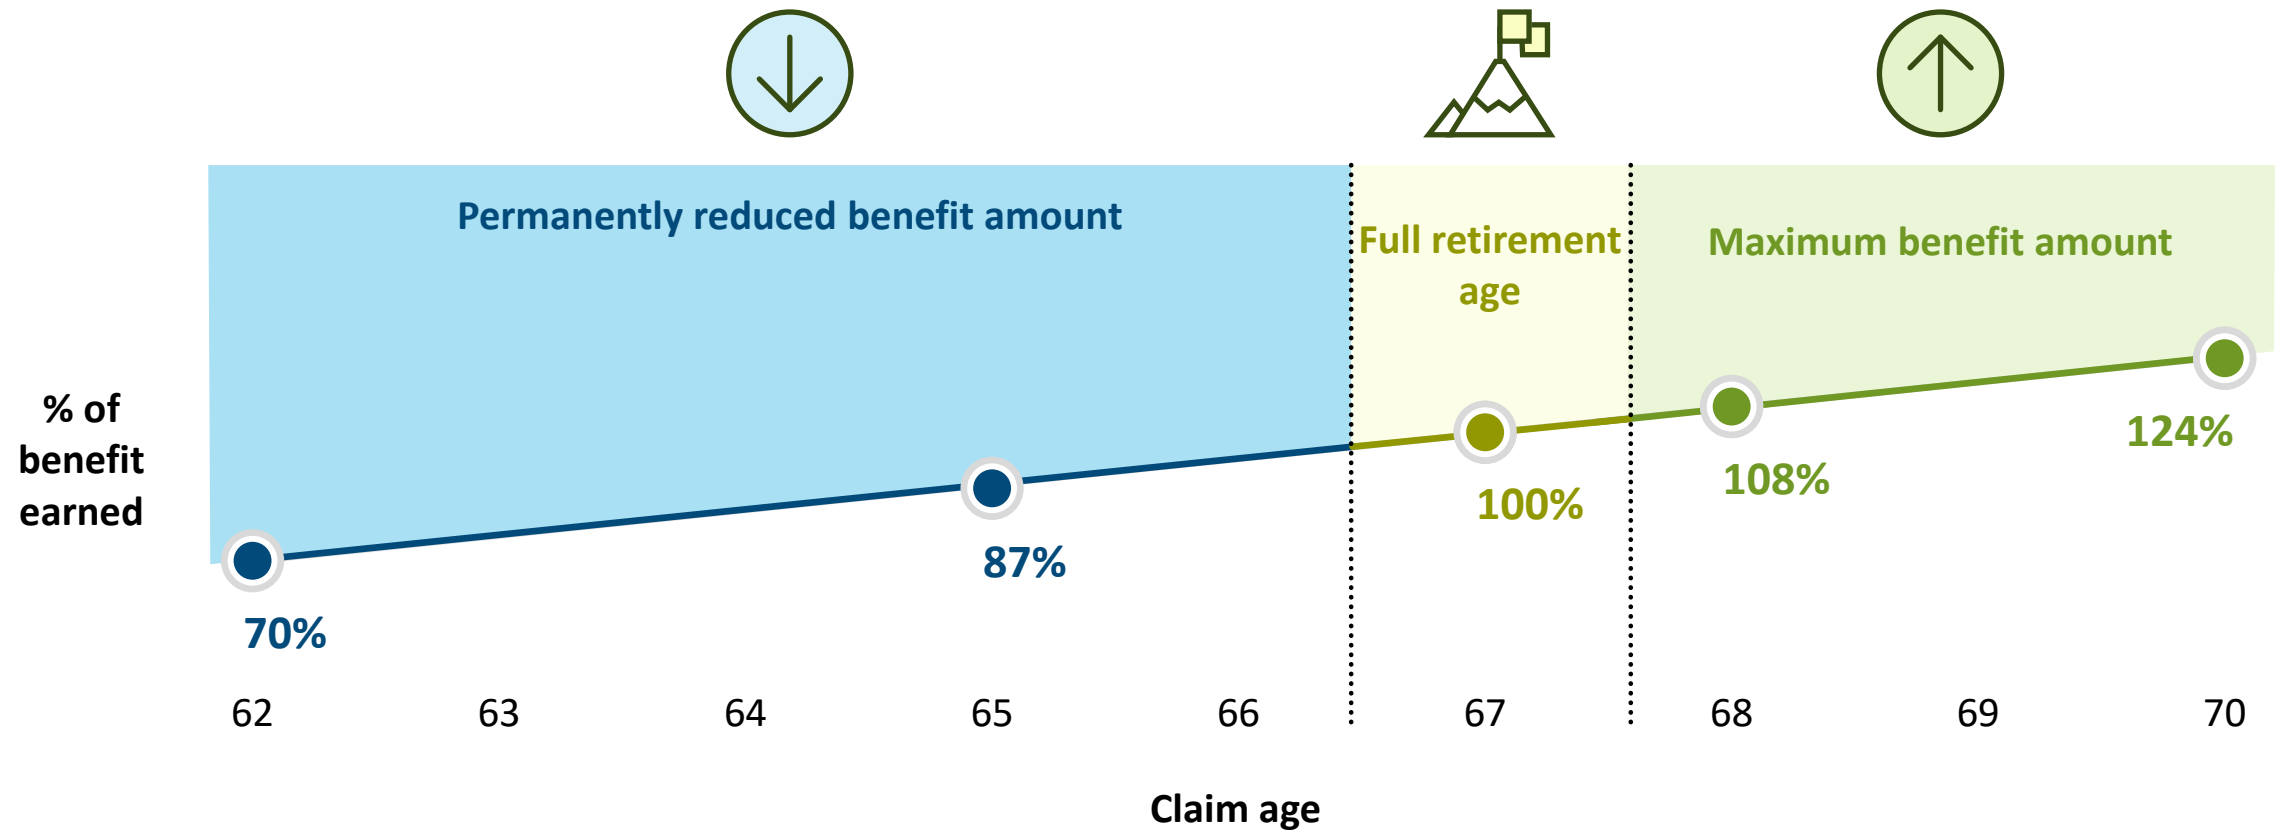 Permanently reduced benefit amount
Full retirement
age
Maximum benefit amount
% of
benefit
earned
70%
87%
100%
108%
124%
62
63
64
65
66
67
68
69
70
Claim age